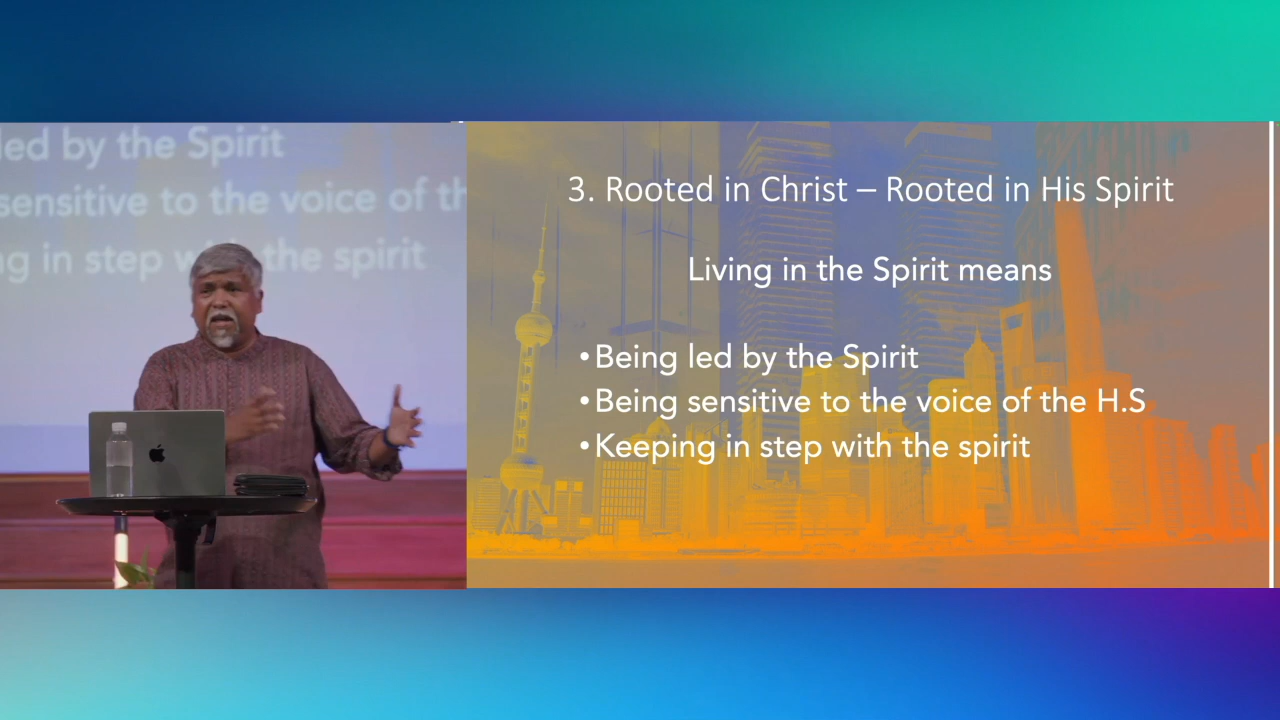 led by the Spirit
sensitive to the voice of th
ng in step with the spirit
3. Rooted in Christ – Rooted in His Spirit
Living in the Spirit means
•Being led by the Spirit
•Being sensitive to the voice of the H.S
•Keeping in step with the spirit